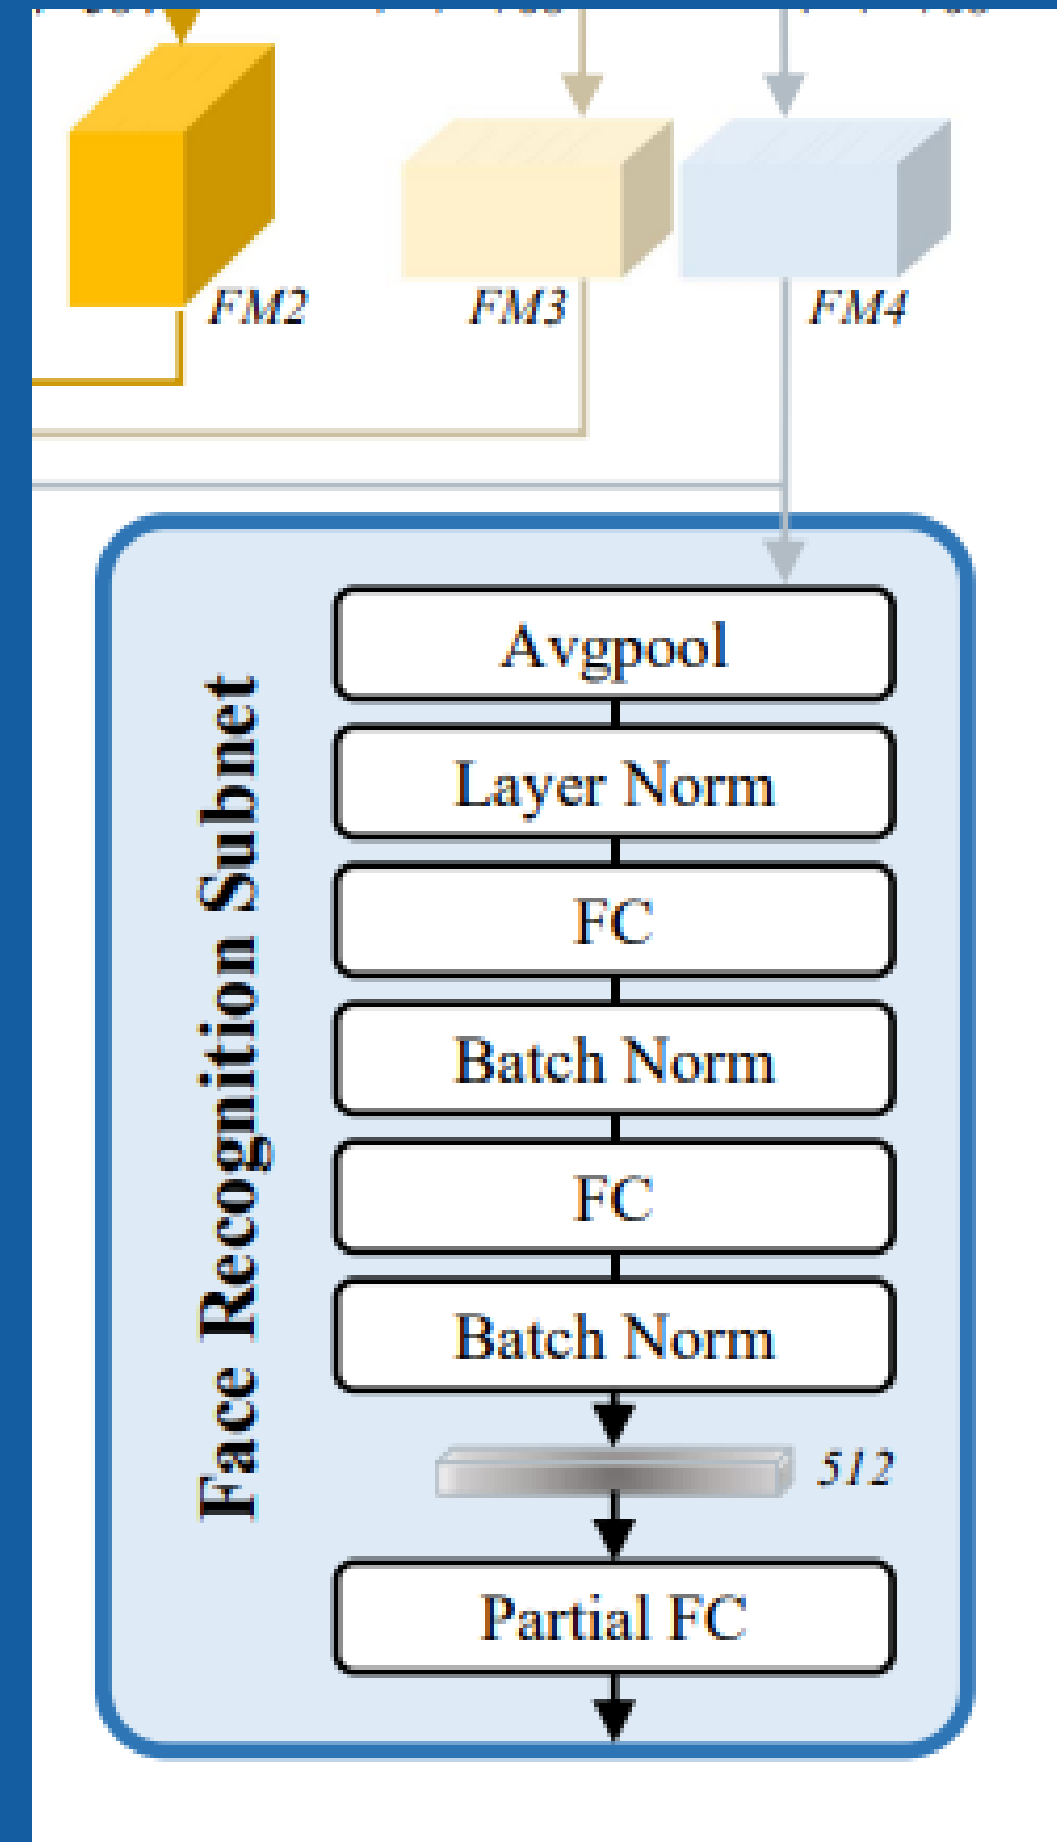 FM2
FM3
FM4
Face Recognition Subnet
Avgpool
Layer Norm
FC
Batch Norm
FC
Batch Norm
512
Partial FC